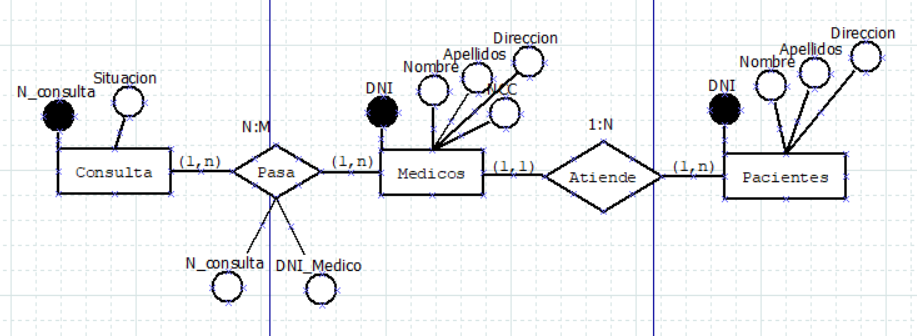 N_consulta
Situacion
Consulta
(1,n)
N:M
Pasa
(1,n)
N_consulta
DNI_Medico
DNI
Nombre
Apellidos
Direccion
NCC
Medicos
(1,1)
1:N
Atiende
(1,n)
DNI
Nombre
Apellidos
Direccion
Pacientes